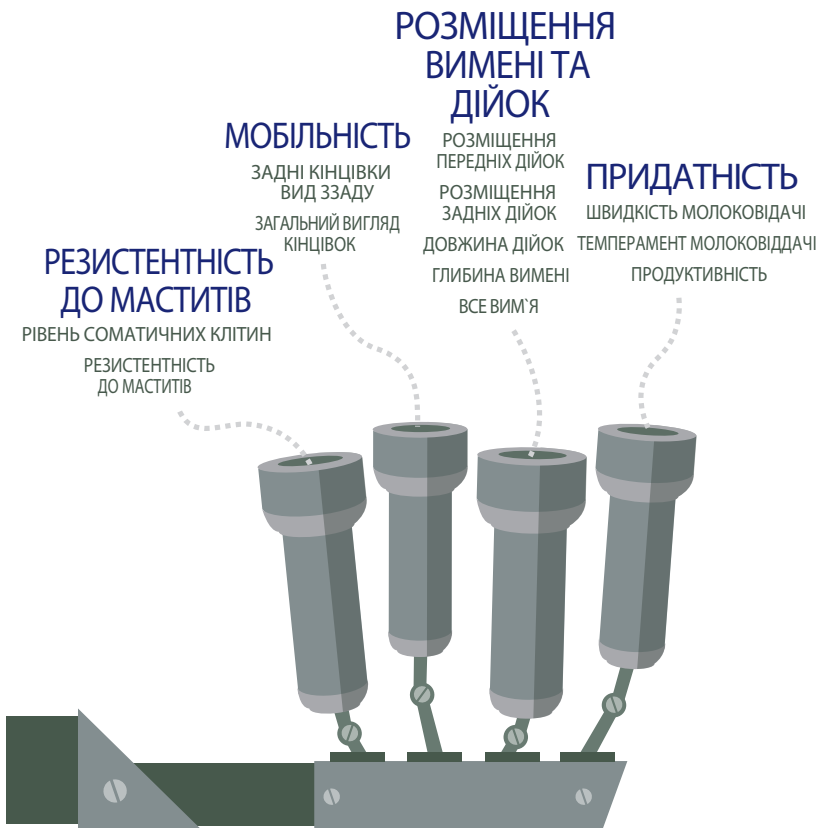 РЕЗИСТЕНТНІСТЬ
ДО МАСТИТІВ
РІВЕНЬ СОМАТИЧНИХ КЛІТИН
РЕЗИСТЕНТНІСТЬ
ДО МАСТИТІВ
МОБІЛЬНІСТЬ
ЗАДНІ КІНЦІВКИ
ВИД ЗЗАДУ
ЗАГАЛЬНИЙ ВИГЛЯД
КІНЦІВОК
РОЗМІЩЕННЯ
ВИМЕНІ ТА
ДІЙОК
РОЗМІЩЕННЯ
ПЕРЕДНІХ ДІЙОК
РОЗМІЩЕННЯ
ЗАДНІХ ДІЙОК
ДОВЖИНА ДІЙОК
ГЛИБИНА ВИМЕНІ
ВСЕ ВИМ`Я
ПРИДАТНІСТЬ
ШВИДКІСТЬ МОЛОКОВІДАЧІ
ТЕМПЕРАМЕНТ МОЛОКОВІДДАЧІ
ПРОДУКТИВНІСТЬ